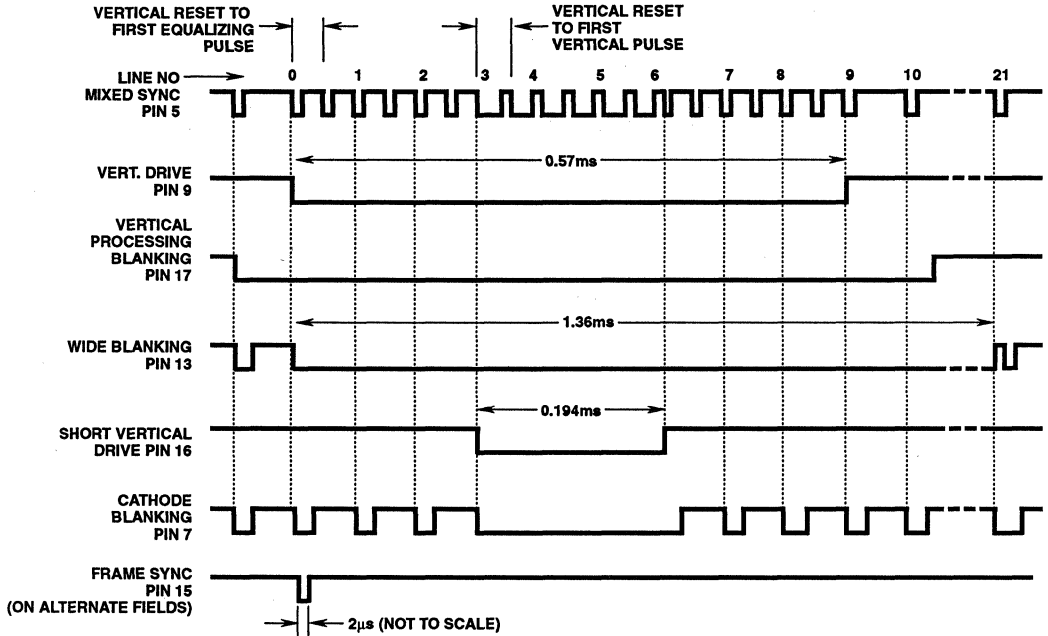 VERTICAL RESET TO
FIRST EQUALIZING
PULSE
VERTICAL RESET
TO FIRST
VERTICAL PULSE
LINE NO
0 1 2 3 4 5 6 7 8 9 10 21
MIXED SYNC
PIN 5
0.57ms
VERT. DRIVE
PIN 9
VERTICAL
PROCESSING
BLANKING
PIN 17
1.36ms
WIDE BLANKING
PIN 13
0.194ms
SHORT VERTICAL
DRIVE PIN 16
CATHODE
BLANKING
PIN 7
FRAME SYNC
PIN 15
(ON ALTERNATE FIELDS)
2µs (NOT TO SCALE)